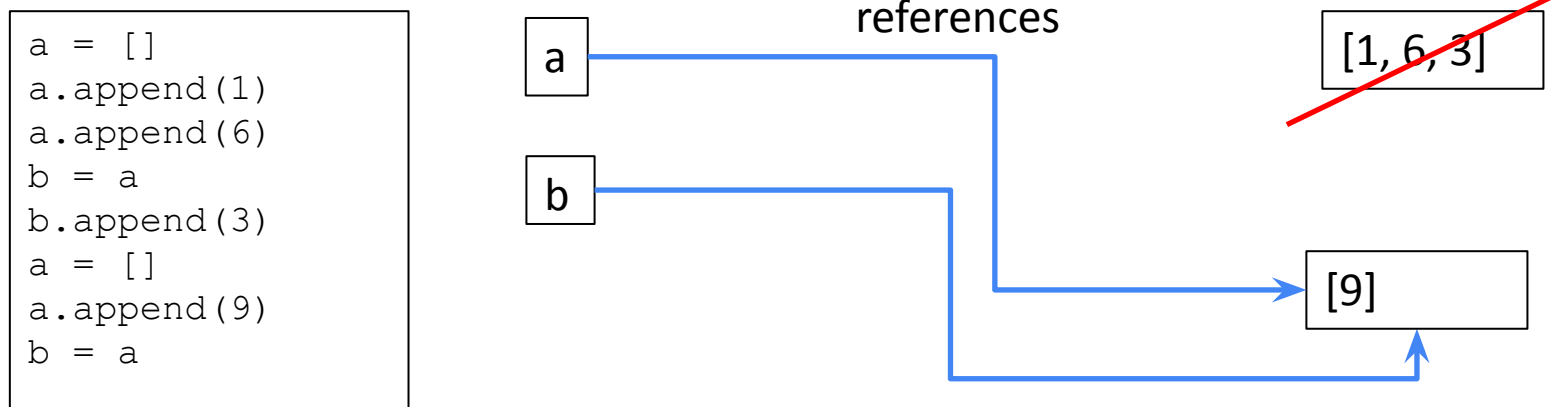 a = []
a.append(1)
a.append(6)
b = a
b.append(3)
a = []
a.append(9)
b = a
references
a
[1, 6, 3]
b
[9]